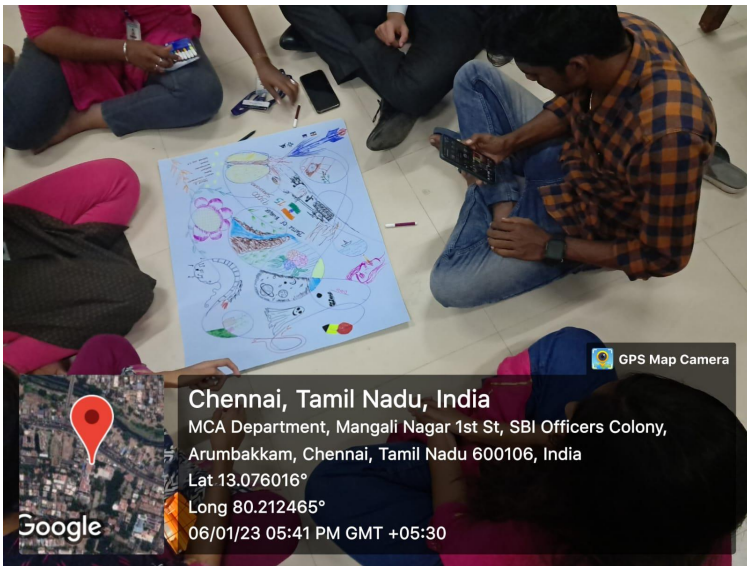 GPS Map Camera
Chennai, Tamil Nadu, India
MCA Department, Mangali Nagar 1st St, SBI Officers Colony,
Arumbakkam, Chennai, Tamil Nadu 600106, India
Lat 13.076016°
Long 80.212465°
06/01/23 05:41 PM GMT +05:30
Google